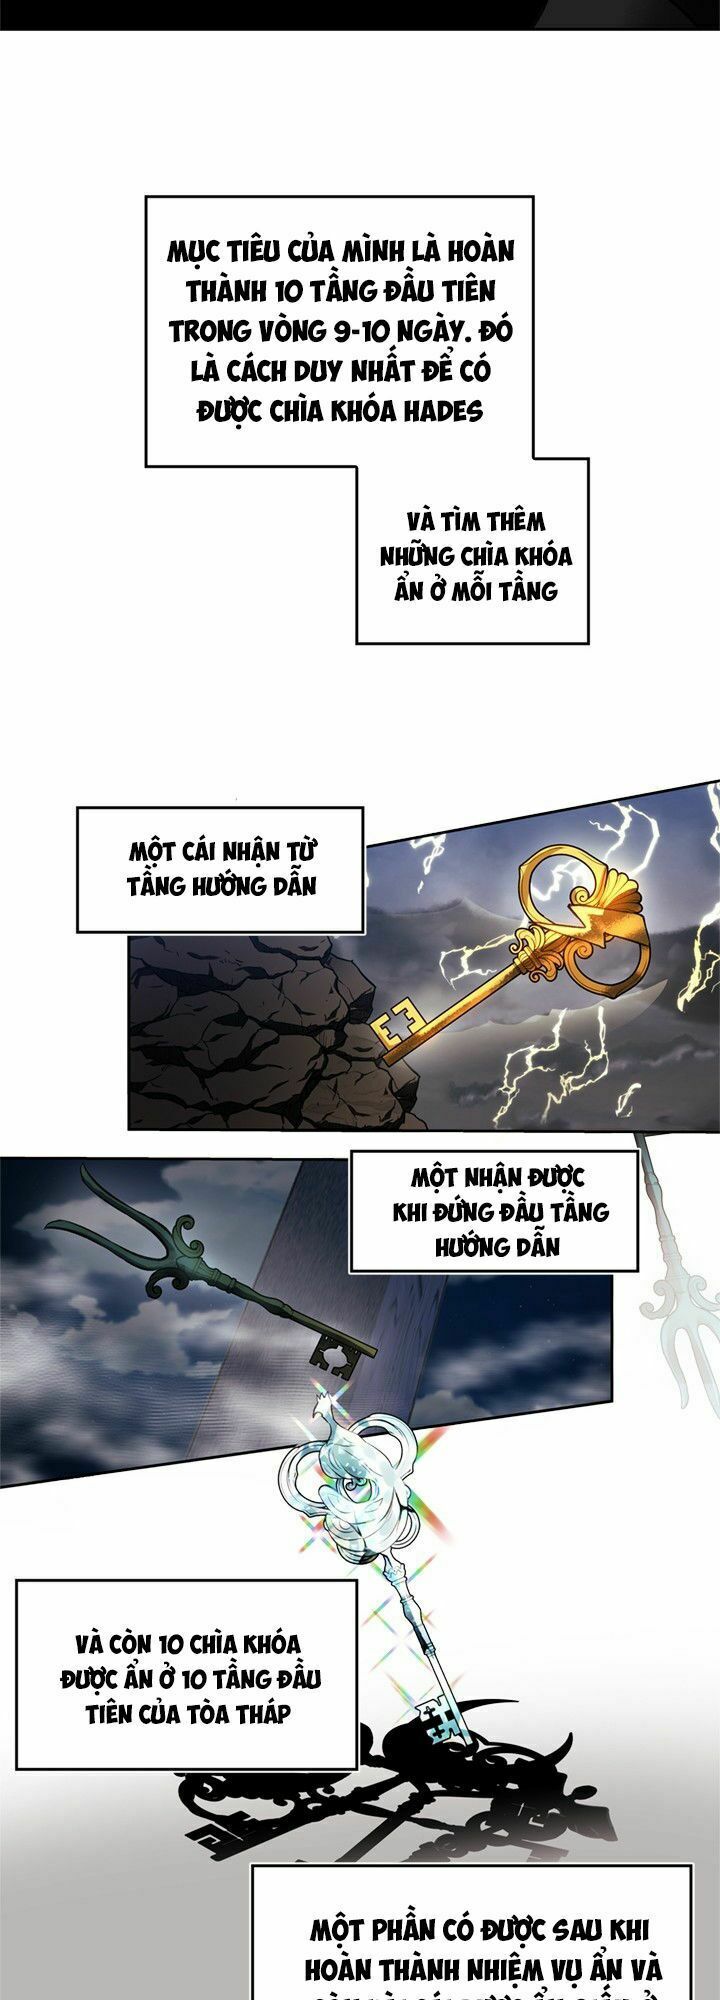 MỤC TIÊU CỦA MÌNH LÀ HOÀN
THÀNH 10 TẦNG ĐẦU TIÊN
TRONG VÒNG 9-10 NGÀY. ĐÓ
LÀ CÁCH DUY NHẤT ĐỂ CÓ
ĐƯỢC CHÌA KHÓA HADES
VÀ TÌM THÊM
NHỮNG CHÌA KHÓA
ẨN Ở MỖI TẦNG
MỘT CÁI NHẬN TỪ
TẦNG HƯỚNG DẪN
MỘT NHẬN ĐƯỢC
KHI ĐỨNG ĐẦU TẦNG
HƯỚNG DẪN
VÀ CÒN 10 CHÌA KHÓA
ĐƯỢC ẨN Ở 10 TẦNG ĐẦU
TIÊN CỦA TÒA THÁP
MỘT PHẦN CÓ ĐƯỢC SAU KHI
HOÀN THÀNH NHIỆM VỤ ẨN VÀ